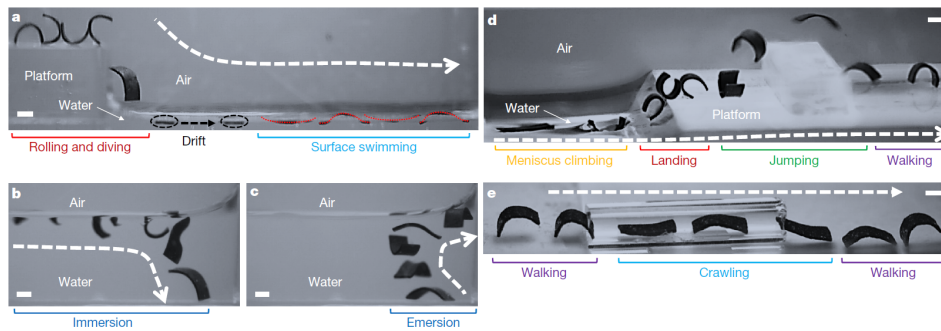 a
Platform
Air
Water
Rolling and diving
Drift
Surface swimming
b
Air
Water
Immersion
c
Air
Water
Emersion
d
Air
Water
Platform
Meniscus climbing
Landing
Jumping
Walking
e
Walking
Crawling
Walking